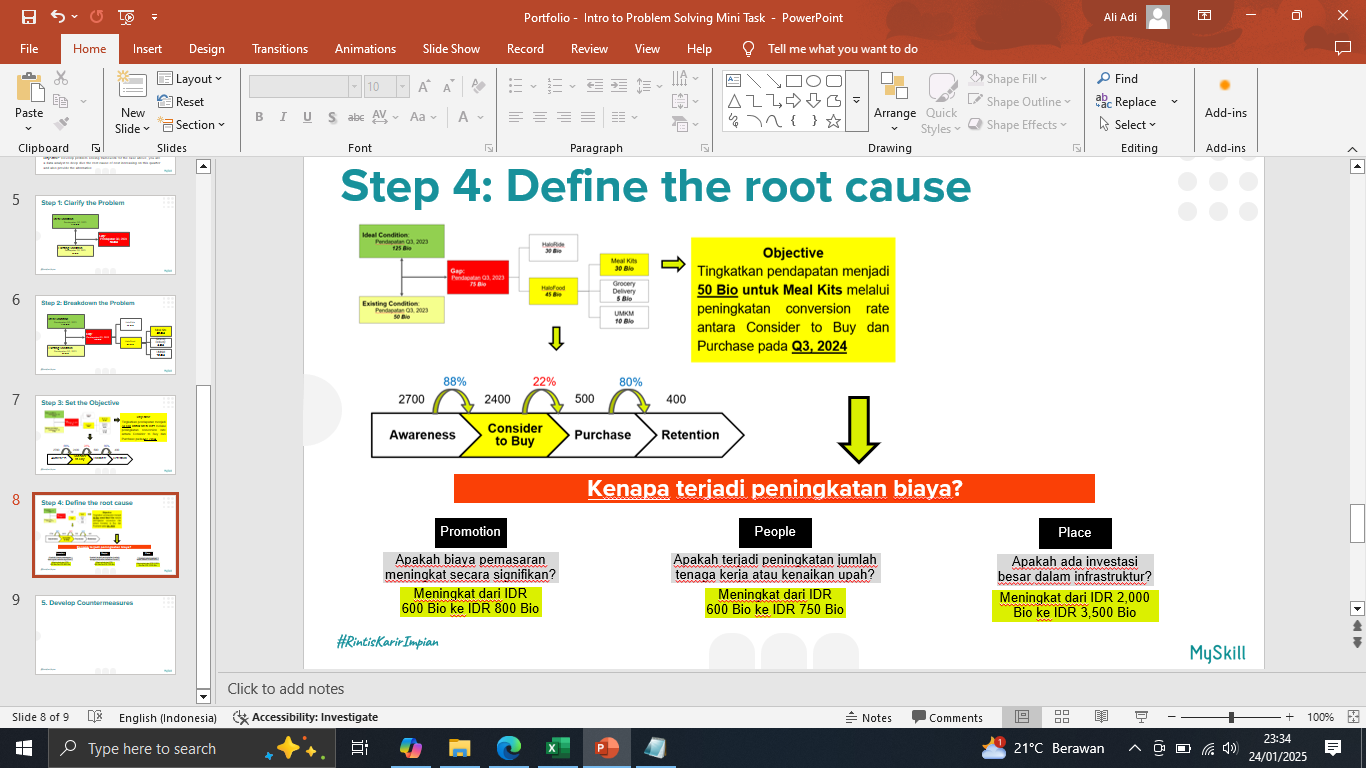 Portfolio - Intro to Problem Solving Mini Task - PowerPoint
Ali Adi
File Home Insert Design Transitions Animations Slide Show Record Review View Help Tell me what you want to do
Paste
Clipboard
New
Slide
Layout
Reset
Section
Slides
10
B I U S abc AV Aa A
Font
Paragraph
Arrange
Quick
Styles
Shape Fill
Shape Outline
Shape Effects
Drawing
Find
Replace
Select
Editing
Add-ins
Add-ins
5
Step 1: Clarify the Problem
6
Step 2: Breakdown the Problem
7
Step 3: Set the Objective
8
Step 4: Define the root cause
9
5. Develop Countermeasures
Step 4: Define the root cause
Ideal Condition:
Pendapatan Q3, 2023
125 Bio
Gap:
Pendapatan Q3, 2023
75 Bio
Existing Condition:
Pendapatan Q3, 2023
50 Bio
HaloRide
30 Bio
HaloFood
45 Bio
Meal Kits
30 Bio
Grocery
Delivery
5 Bio
UMKM
10 Bio
Objective
Tingkatkan pendapatan menjadi
50 Bio untuk Meal Kits melalui
peningkatan conversion rate
antara Consider to Buy dan
Purchase pada Q3, 2024
88% 22% 80%
2700 2400 500 400
Awareness
Consider
to Buy
Purchase
Retention
Kenapa terjadi peningkatan biaya?
Promotion
Apakah biaya pemasaran
meningkat secara signifikan?
Meningkat dari IDR
600 Bio ke IDR 800 Bio
People
Apakah terjadi peningkatan jumlah
tenaga kerja atau kenaikan upah?
Meningkat dari IDR
600 Bio ke IDR 750 Bio
Place
Apakah ada investasi
besar dalam infrastruktur?
Meningkat dari IDR 2,000
Bio ke IDR 3,500 Bio
#RintisKarirImpian
MySkill
Click to add notes
Slide 8 of 9
English (Indonesia)
Accessibility: Investigate
Notes
Comments
100%
Type here to search
1
21°C Berawan
23:34
24/01/2025